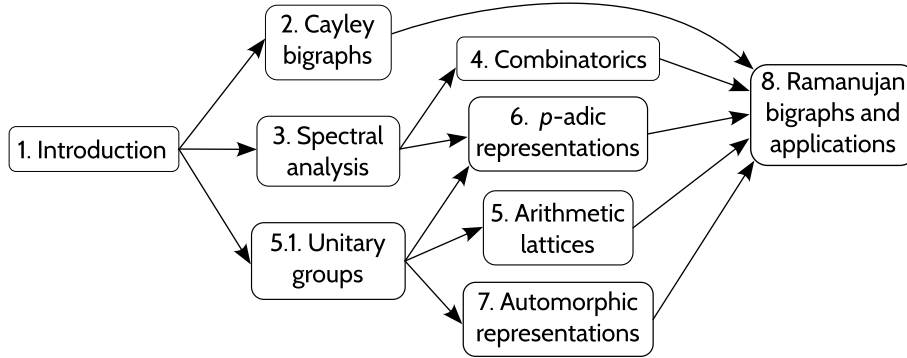 1. Introduction
2. Cayley
bigraphs
3. Spectral
analysis
5.1. Unitary
groups
4. Combinatorics
6. p-adic
representations
5. Arithmetic
lattices
7. Automorphic
representations
8. Ramanujan
bigraphs and
applications